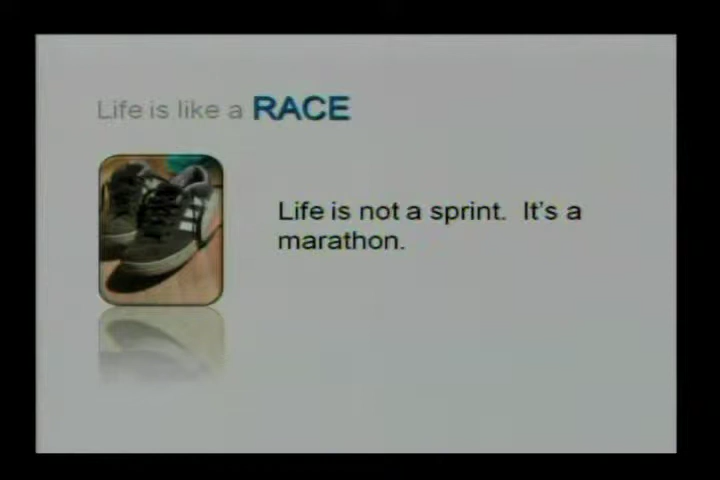 Life is like a RACE
Life is not a sprint.  It's a
marathon.